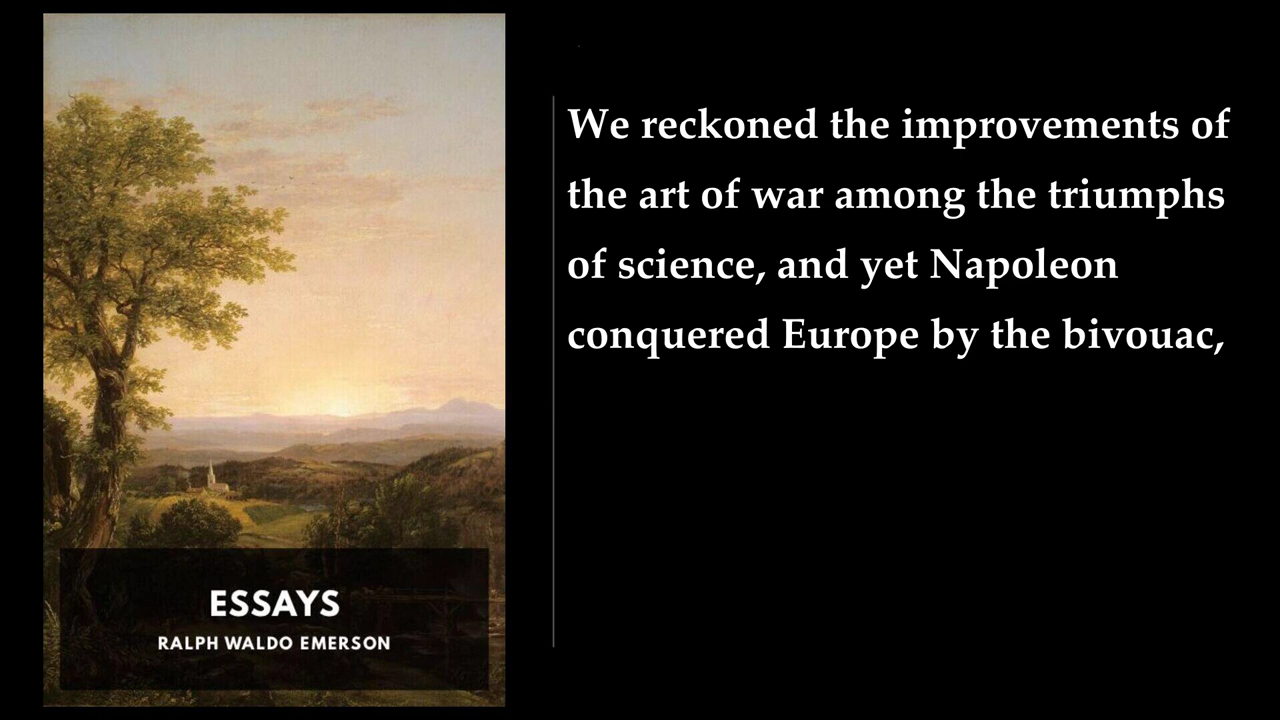 We reckoned the improvements of
the art of war among the triumphs
of science, and yet Napoleon
conquered Europe by the bivouac,
ESSAYS
RALPH WALDO EMERSON